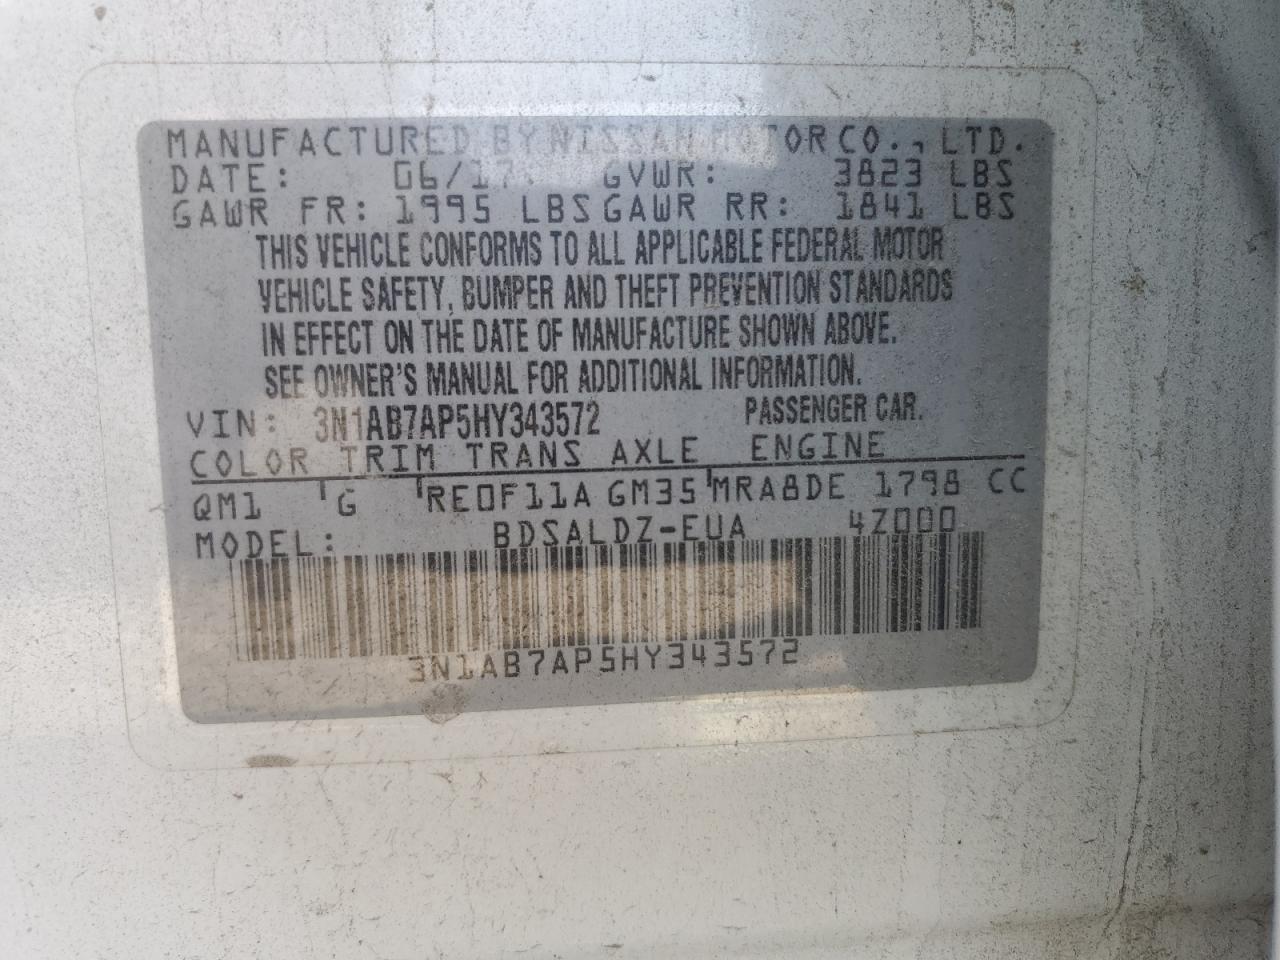 MANUFACTURED BY NISSAN MOTOR CO., LTD.
DATE: 06/17 GVWR: 3823 LBS
GAWR FR: 1995 LBS GAWR RR: 1841 LBS
THIS VEHICLE CONFORMS TO ALL APPLICABLE FEDERAL MOTOR
VEHICLE SAFETY, BUMPER AND THEFT PREVENTION STANDARDS
IN EFFECT ON THE DATE OF MANUFACTURE SHOWN ABOVE.
SEE OWNER'S MANUAL FOR ADDITIONAL INFORMATION.
VIN: 3N1AB7AP5HY343572 PASSENGER CAR.
COLOR TRIM TRANS AXLE ENGINE
QM1 G RE0F11A GM35 MRA8DE 1798 CC
MODEL: BDSALDZ-EUA 4Z000
3N1AB7AP5HY343572